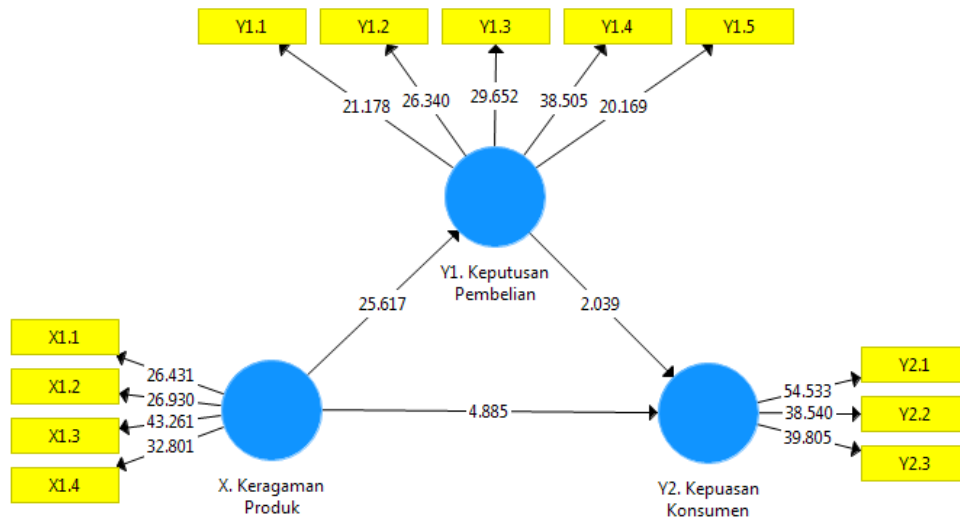 Y1.1
Y1.2
Y1.3
Y1.4
Y1.5
21.178
26.340
29.652
38.505
20.169
Y1. Keputusan
Pembelian
25.617
2.039
X1.1
X1.2
X1.3
X1.4
26.431
26.930
43.261
32.801
4.885
54.533
38.540
39.805
Y2.1
Y2.2
Y2.3
X. Keragaman
Produk
Y2. Kepuasan
Konsumen